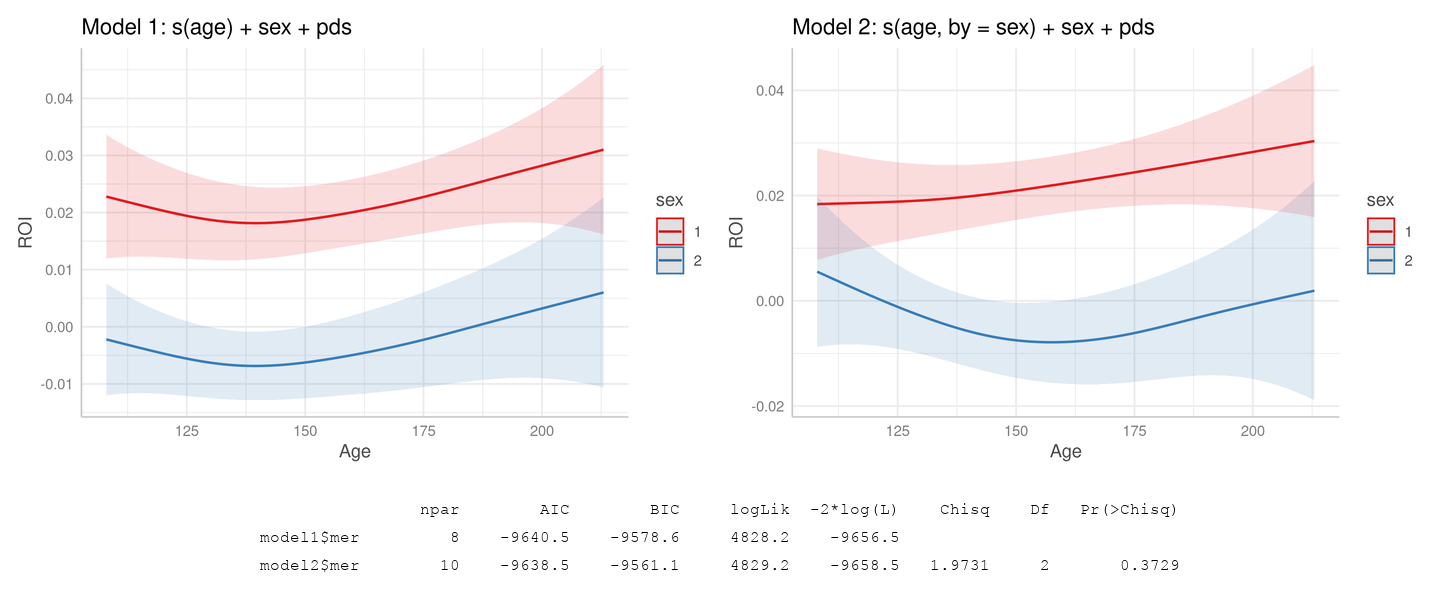 Model 1: s(age) + sex + pds
0.04
0.03
0.02
0.01
0.00
-0.01
ROI
125 150 175 200
Age
sex
1
2
Model 2: s(age, by = sex) + sex + pds
0.04
0.02
0.00
-0.02
ROI
125 150 175 200
Age
sex
1
2
npar AIC BIC logLik -2*log(L) Chisq Df Pr(>Chisq)
model1$mer 8 -9640.5 -9578.6 4828.2 -9656.5
model2$mer 10 -9638.5 -9561.1 4829.2 -9658.5 1.9731 2 0.3729